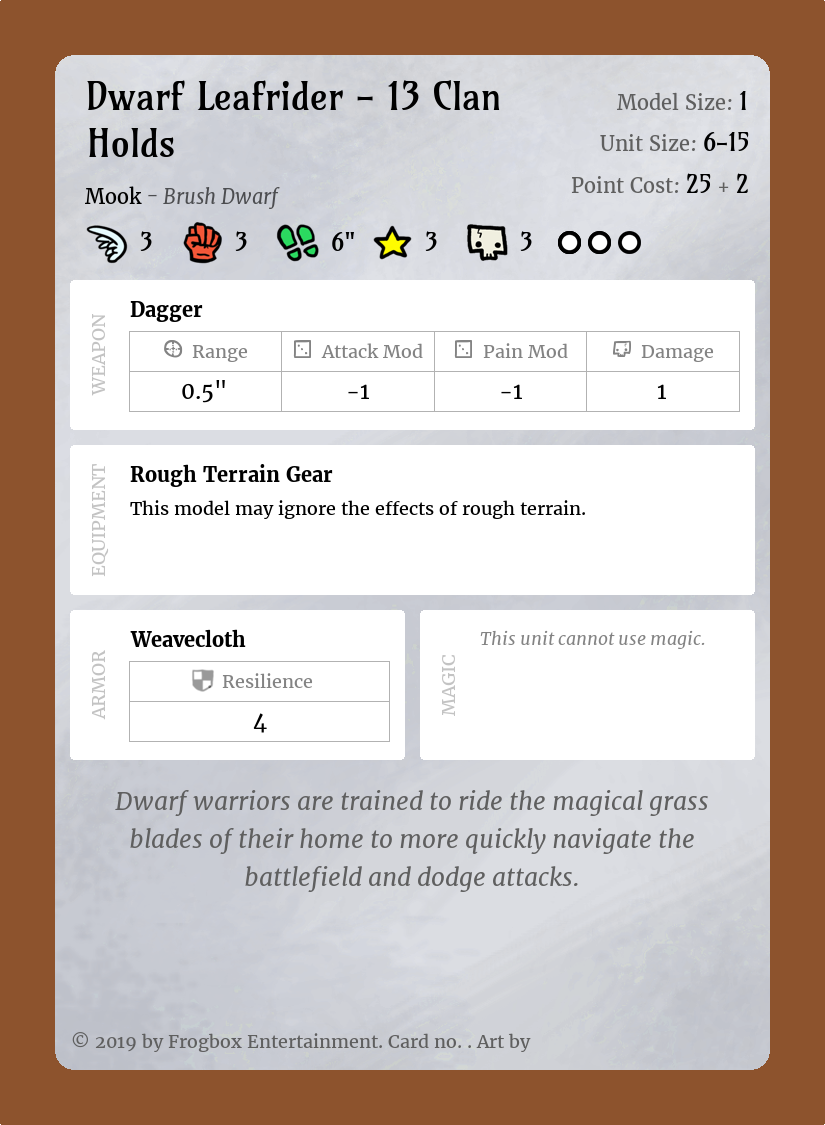 Dwarf Leafrider – 13 Clan
Holds
Model Size: 1
Unit Size: 6–15
Point Cost: 25 + 2
Mook – Brush Dwarf
3 3 6" 3 3
WEAPON
Dagger
Range Attack Mod Pain Mod Damage
0.5" -1 -1 1
EQUIPMENT
Rough Terrain Gear
This model may ignore the effects of rough terrain.
ARMOR
Weavecloth
Resilience
4
MAGIC
This unit cannot use magic.
Dwarf warriors are trained to ride the magical grass
blades of their home to more quickly navigate the
battlefield and dodge attacks.
© 2019 by Frogbox Entertainment. Card no. . Art by